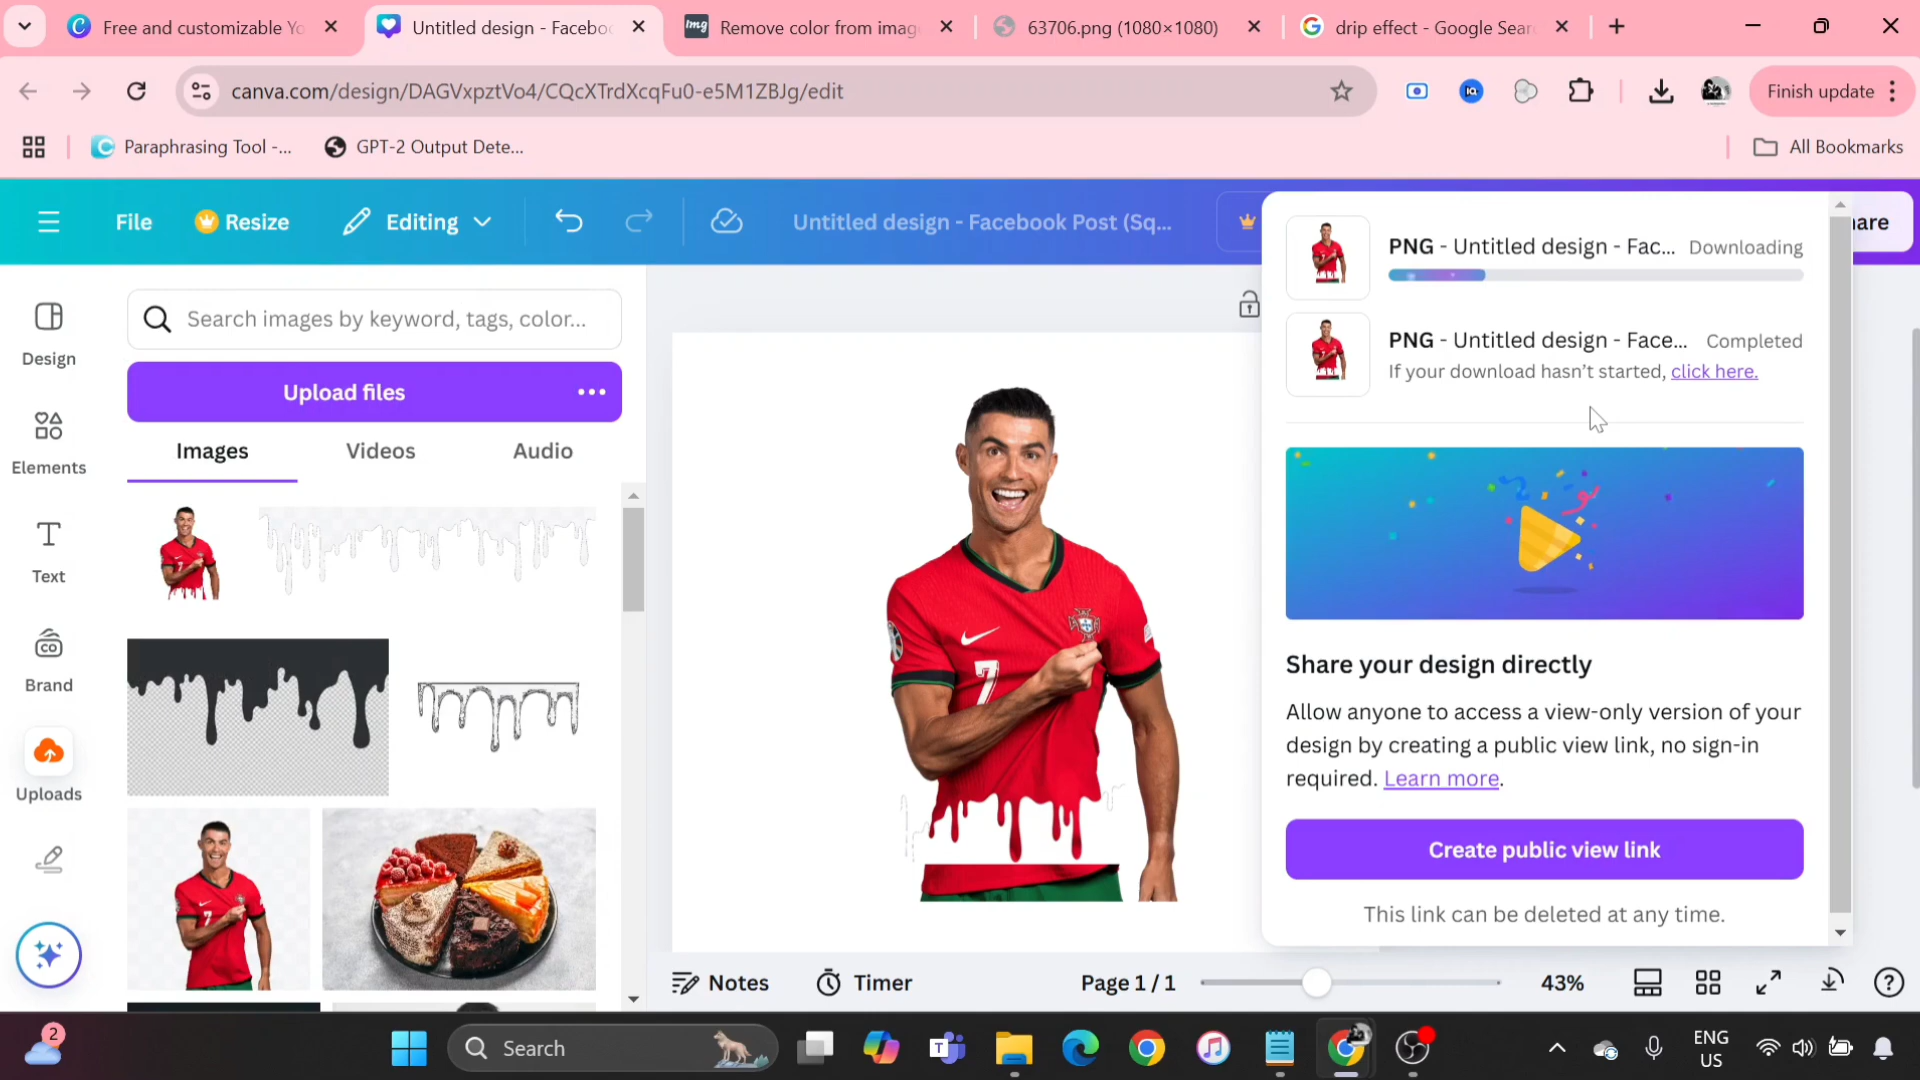 Free and customizable Yo
Untitled design - Faceboo
Remove color from imag
63706.png (1080×1080)
drip effect - Google Sear
canva.com/design/DAGVxpztVo4/CQcXTrdXcqFu0-e5M1ZBJg/edit
Finish update
Paraphrasing Tool -...
GPT-2 Output Dete...
All Bookmarks
File
Resize
Editing
Untitled design - Facebook Post (Sq...
are
Design
Elements
Text
Brand
Uploads
Search images by keyword, tags, color...
Upload files
Images
Videos
Audio
7
PNG - Untitled design - Fac... Downloading
PNG - Untitled design - Face... Completed
If your download hasn't started, click here.
Share your design directly
Allow anyone to access a view-only version of your
design by creating a public view link, no sign-in
required. Learn more.
Create public view link
This link can be deleted at any time.
Notes
Timer
Page 1 / 1
43%
2
Search
ENG
US